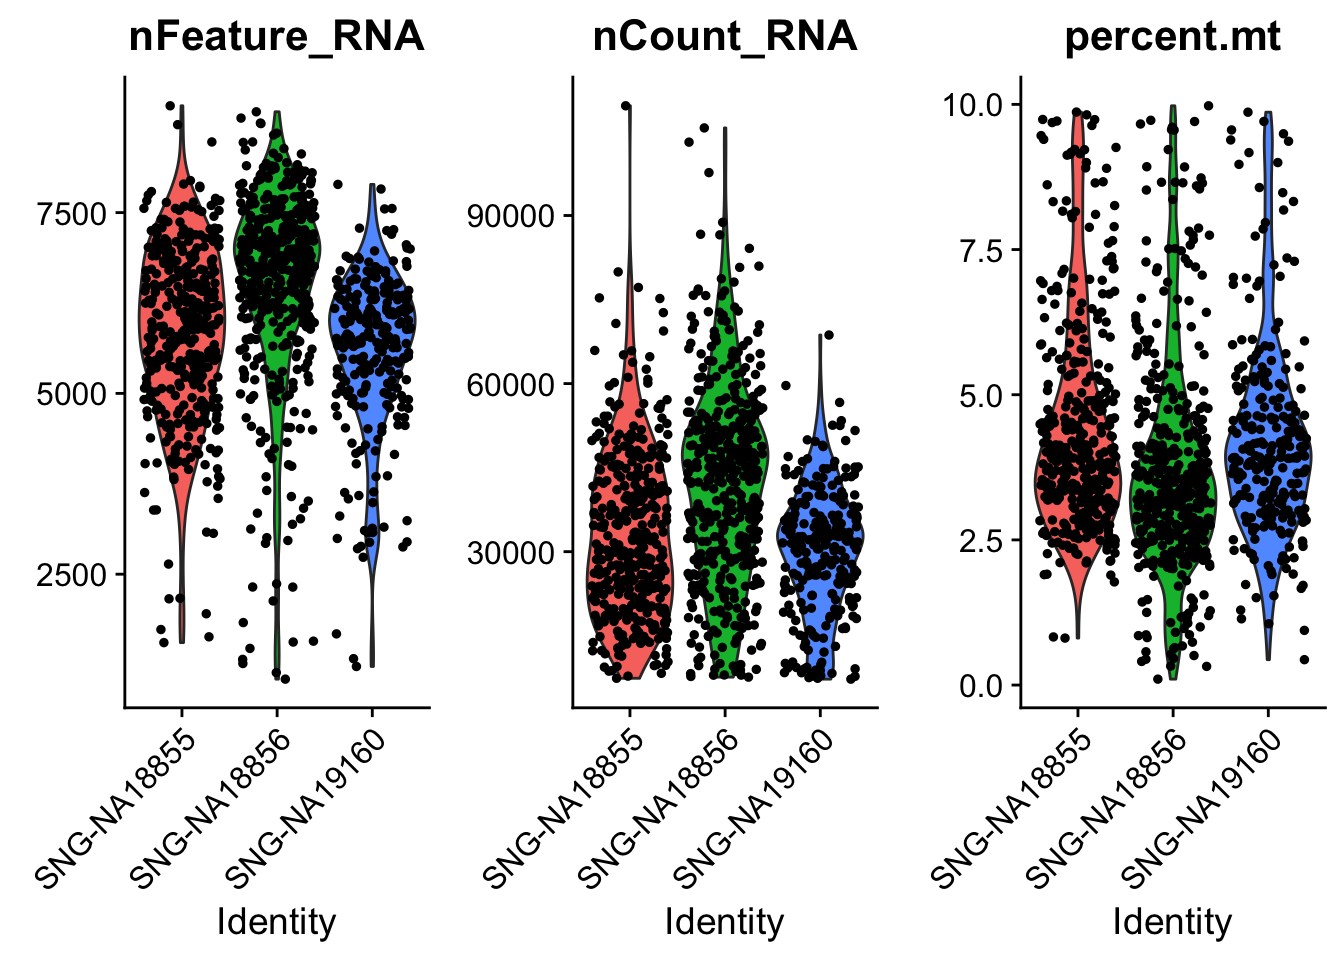 nFeature_RNA
7500
5000
2500
SNG-NA18855
SNG-NA18856
SNG-NA19160
Identity
nCount_RNA
90000
60000
30000
SNG-NA18855
SNG-NA18856
SNG-NA19160
Identity
percent.mt
10.0
7.5
5.0
2.5
0.0
SNG-NA18855
SNG-NA18856
SNG-NA19160
Identity